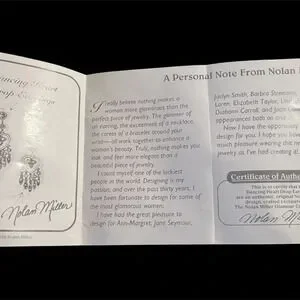 Dancing Heart
Drop Earrings
Nolan Miller
A Personal Note From Nolan
I really believe nothing makes a
woman more glamorous than the
perfect piece of jewelry. The glimmer of
an earring, the excitement of a necklace,
the caress of a bracelet around your
wrist—all work together to enhance a
woman's beauty. Truly, nothing makes you
look and feel more elegant than a
beautiful piece of jewelry.
I count myself one of the luckiest
people in the world. Designing is my
passion, and over the past thirty years, I
have been fortunate to design for some of
the most glamorous women.
I have had the great pleasure to
design for Ann-Margret, Jane Seymour,
Jaclyn Smith, Barbra Streisand,
Loren, Elizabeth Taylor,
Diahann Carroll, and Joan
appearances both on and
Now I have the opportunity
design for you. I hope you
much pleasure wearing this
jewelry as I've had creating it.
Certificate of Authen
This is to certify that
Dancing Heart Drop Ear
are an authentic, original
design, crafted
The Nolan Miller Glamour
Nolan Mi